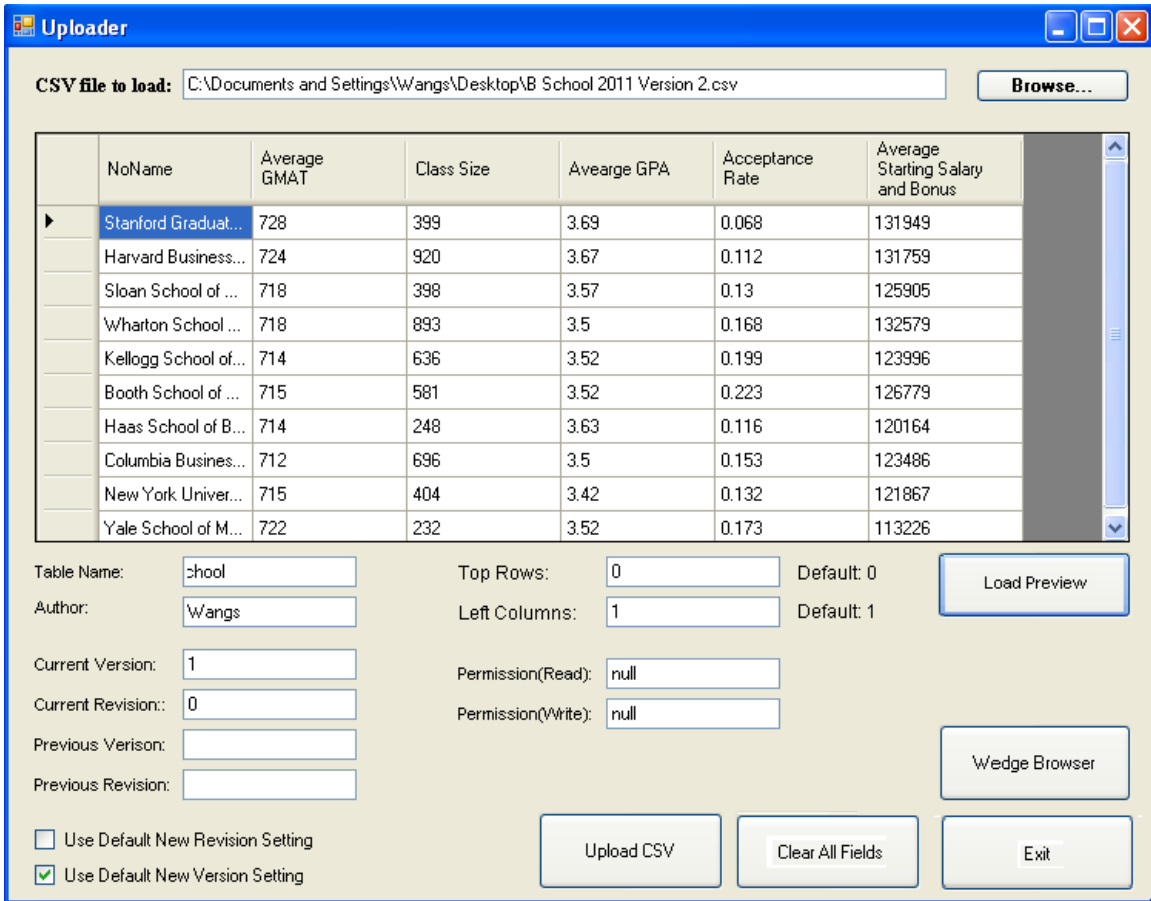 Uploader
CSV file to load: C:\Documents and Settings\Wangs\Desktop\B School 2011 Version 2.csv Browse...
NoName Average GMAT Class Size Avearge GPA Acceptance Rate Average Starting Salary and Bonus
Stanford Graduat... 728 399 3.69 0.068 131949
Harvard Business... 724 920 3.67 0.112 131759
Sloan School of ... 718 398 3.57 0.13 125905
Wharton School ... 718 893 3.5 0.168 132579
Kellogg School of... 714 636 3.52 0.199 123996
Booth School of ... 715 581 3.52 0.223 126779
Haas School of B... 714 248 3.63 0.116 120164
Columbia Busines... 712 696 3.5 0.153 123486
New York Univer... 715 404 3.42 0.132 121867
Yale School of M... 722 232 3.52 0.173 113226
Table Name: chool Top Rows: 0 Default: 0 Load Preview
Author: Wangs Left Columns: 1 Default: 1
Current Version: 1 Permission(Read): null
Current Revision:: 0 Permission(Write): null
Previous Verison:
Previous Revision:
Wedge Browser
Use Default New Revision Setting
Use Default New Version Setting
Upload CSV Clear All Fields Exit